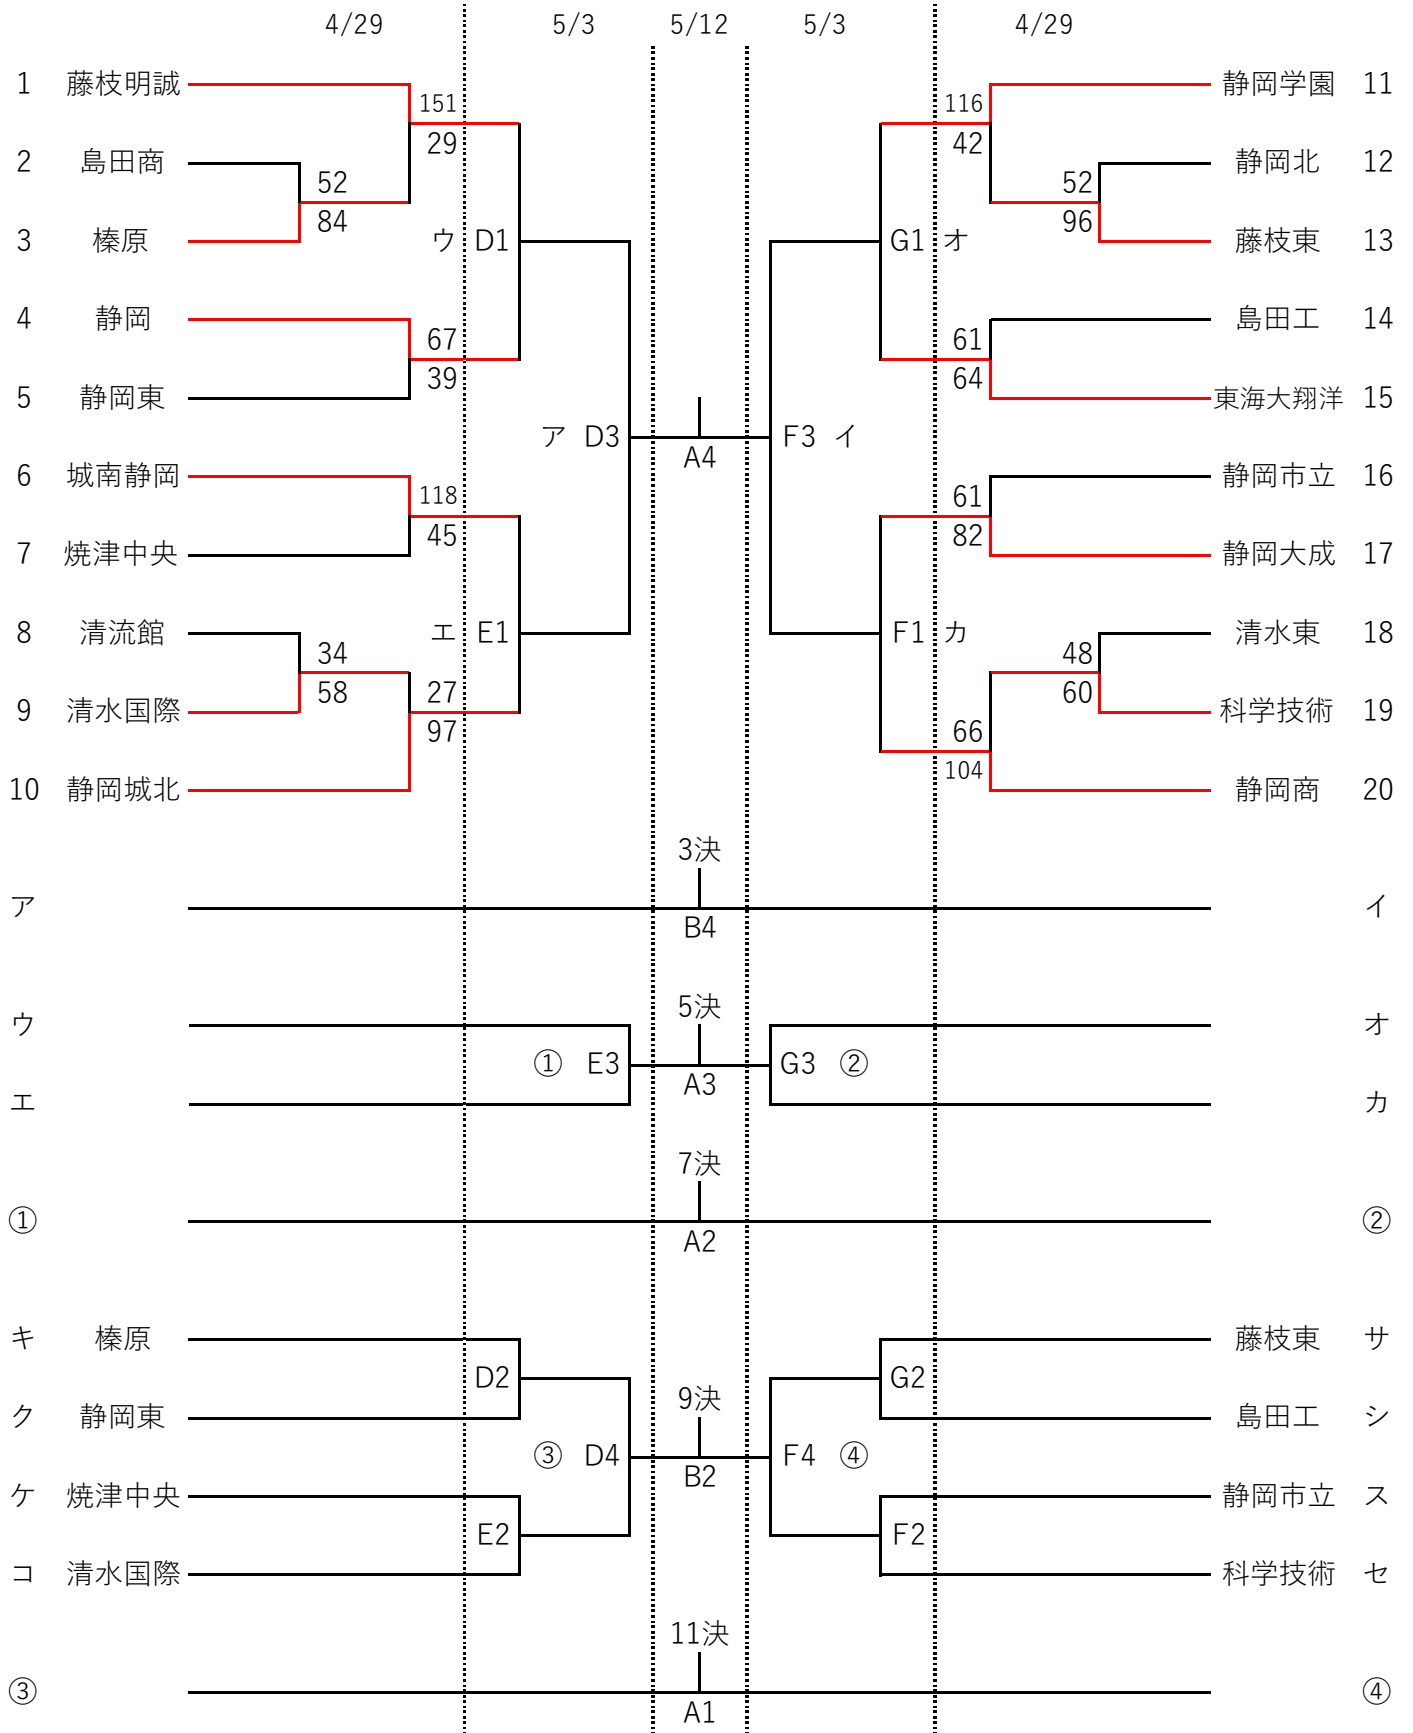 4/29 5/3 5/12 5/3 4/29
1 藤枝明誠 151 116 静岡学園 11
29 42
2 島田商 52 52 静岡北 12
84 96
3 榛原 ウ D1 G1 オ 藤枝東 13
4 静岡 67 61 島田工 14
39 64
5 静岡東 東海大翔洋 15
ア D3 A4 F3 イ
6 城南静岡 118 61 静岡市立 16
45 82
7 焼津中央 静岡大成 17
8 清流館 34 エ E1 F1 カ 48 清水東 18
58 60
9 清水国際 27 66 科学技術 19
97 104
10 静岡城北 静岡商 20
3決
ア イ
B4
5決
ウ オ
① E3 A3 G3 ②
エ カ
7決
① ②
A2
キ 榛原 藤枝東 サ
D2 G2
ク 静岡東 9決 島田工 シ
③ D4 B2 F4 ④
ケ 焼津中央 静岡市立 ス
E2 F2
コ 清水国際 科学技術 セ
11決
③ ④
A1